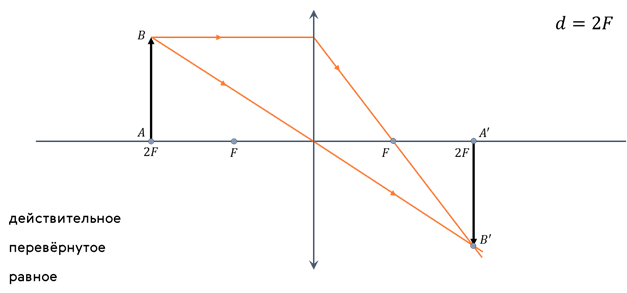 d = 2F
B
A
2F
F
F
2F
A′
B′
действительное
перевёрнутое
равное